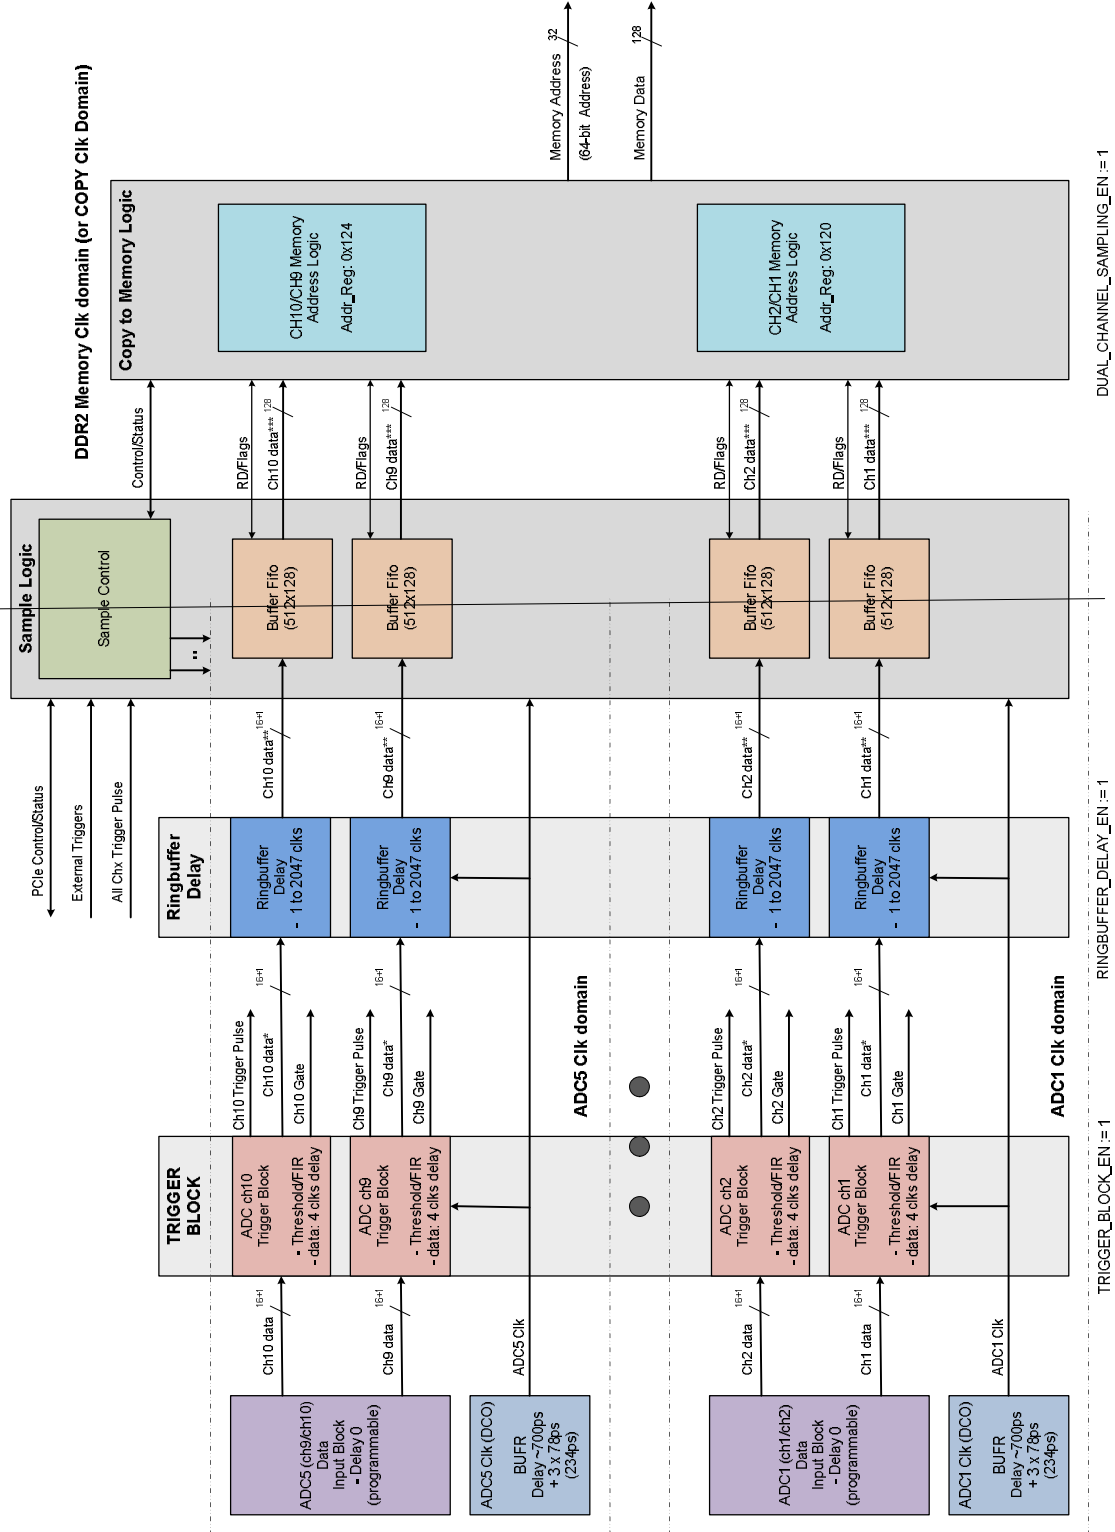 DDR2 Memory Clk domain (or COPY Clk Domain)
Memory Address
32
(64-bit Address)
Memory Data
128
Copy to Memory Logic
CH10/CH9 Memory
Address Logic
Addr_Reg: 0x124
CH2/CH1 Memory
Address Logic
Addr_Reg: 0x120
DUAL_CHANNEL_SAMPLING_EN := 1
Control/Status
RD/Flags
Ch10 data***
128
RD/Flags
Ch9 data***
128
RD/Flags
Ch2 data***
128
RD/Flags
Ch1 data***
128
Sample Logic
Sample Control
..
Buffer Fifo
(512x128)
Buffer Fifo
(512x128)
Buffer Fifo
(512x128)
Buffer Fifo
(512x128)
PCIe Control/Status
External Triggers
All Chx Trigger Pulse
Ch10 data**
16+1
Ch9 data**
16+1
Ch2 data**
16+1
Ch1 data**
16+1
Ringbuffer
Delay
Ringbuffer
Delay
- 1 to 2047 clks
Ringbuffer
Delay
- 1 to 2047 clks
Ringbuffer
Delay
- 1 to 2047 clks
Ringbuffer
Delay
- 1 to 2047 clks
RINGBUFFER_DELAY_EN := 1
Ch10 Trigger Pulse
Ch10 data*
16+1
Ch10 Gate
Ch9 Trigger Pulse
Ch9 data*
16+1
Ch9 Gate
ADC5 Clk domain
Ch2 Trigger Pulse
Ch2 data*
16+1
Ch2 Gate
Ch1 Trigger Pulse
Ch1 data*
16+1
Ch1 Gate
ADC1 Clk domain
TRIGGER
BLOCK
ADC ch10
Trigger Block
- Threshold/FIR
- data: 4 clks delay
ADC ch9
Trigger Block
- Threshold/FIR
- data: 4 clks delay
ADC ch2
Trigger Block
- Threshold/FIR
- data: 4 clks delay
ADC ch1
Trigger Block
- Threshold/FIR
- data: 4 clks delay
TRIGGER_BLOCK_EN := 1
Ch10 data
16+1
Ch9 data
16+1
ADC5 Clk
Ch2 data
16+1
Ch1 data
16+1
ADC1 Clk
ADC5 (ch9/ch10)
Data
Input Block
- Delay 0
(programmable)
ADC5 Clk (DCO)
BUFR
Delay ~700ps
+ 3 x 78ps
(234ps)
ADC1 (ch1/ch2)
Data
Input Block
- Delay 0
(programmable)
ADC1 Clk (DCO)
BUFR
Delay ~700ps
+ 3 x 78ps
(234ps)